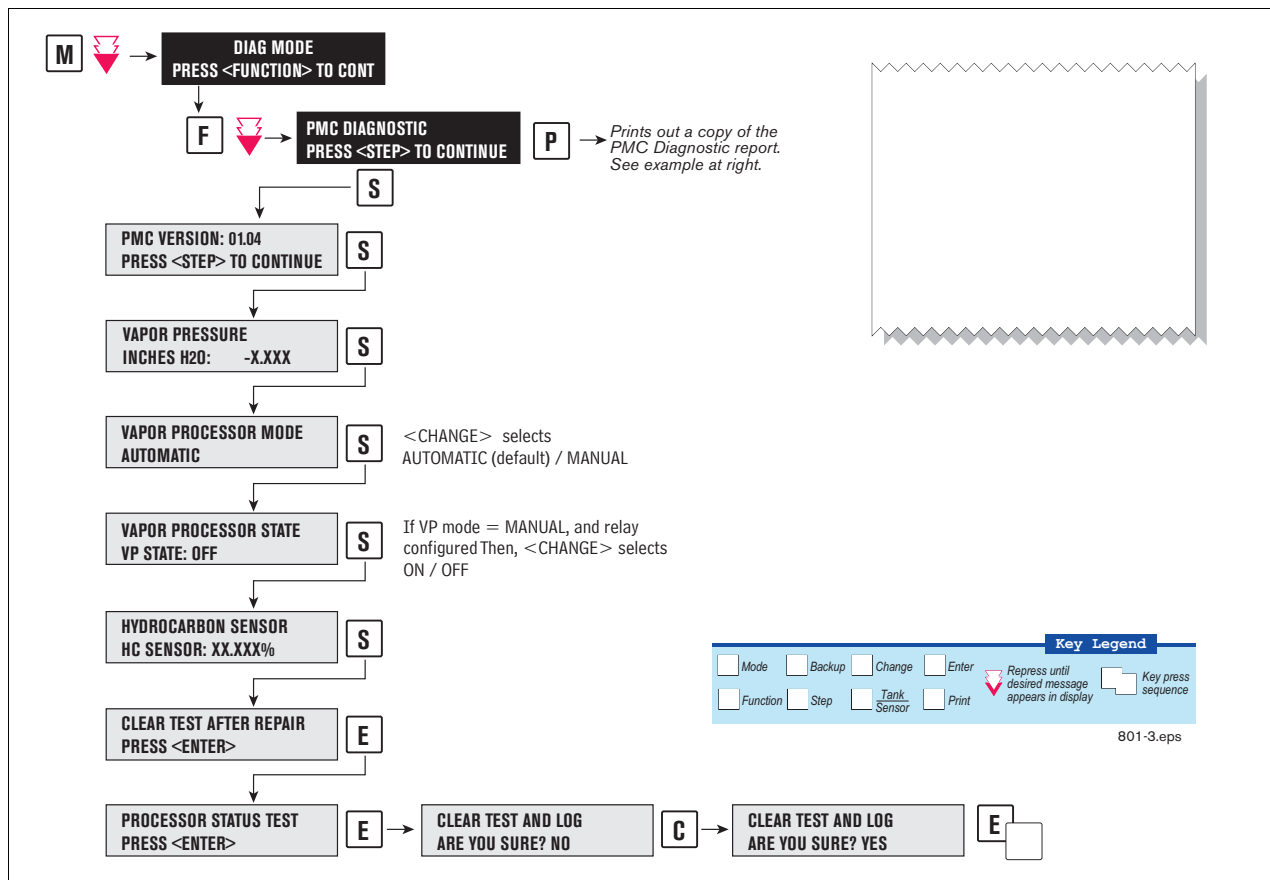 M
DIAG MODE
PRESS <FUNCTION> TO CONT
F
PMC DIAGNOSTIC
PRESS <STEP> TO CONTINUE
P
Prints out a copy of the
PMC Diagnostic report.
See example at right.
S
PMC VERSION: 01.04
PRESS <STEP> TO CONTINUE
S
VAPOR PRESSURE
INCHES H2O: -X.XXX
S
VAPOR PROCESSOR MODE
AUTOMATIC
S
<CHANGE> selects
AUTOMATIC (default) / MANUAL
VAPOR PROCESSOR STATE
VP STATE: OFF
S
If VP mode = MANUAL, and relay
configured Then, <CHANGE> selects
ON / OFF
HYDROCARBON SENSOR
HC SENSOR: XX.XXX%
S
CLEAR TEST AFTER REPAIR
PRESS <ENTER>
E
PROCESSOR STATUS TEST
PRESS <ENTER>
E
CLEAR TEST AND LOG
ARE YOU SURE? NO
C
CLEAR TEST AND LOG
ARE YOU SURE? YES
E
Key Legend
Mode
Backup
Change
Enter
Repress until
desired message
appears in display
Key press
sequence
Function
Step
Tank
Sensor
Print
801-3.eps